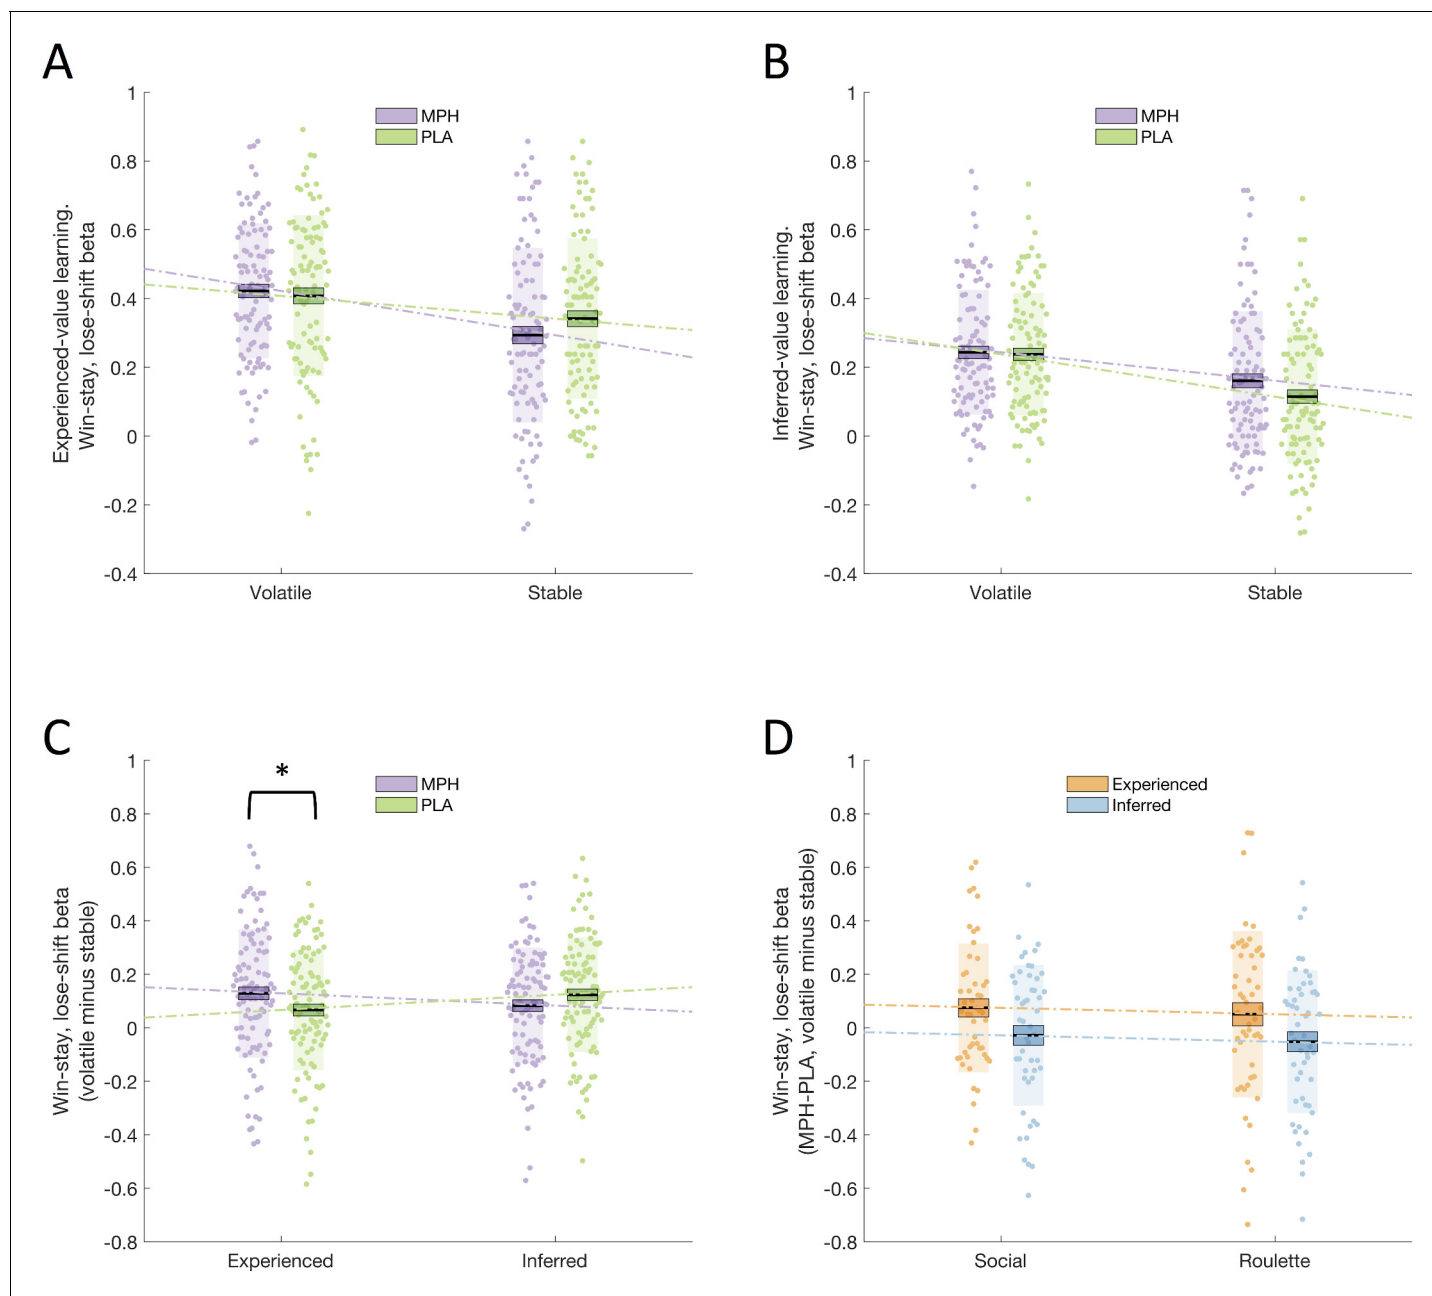 A
1
0.8
0.6
0.4
0.2
0
-0.2
-0.4
Experienced-value learning.
Win-stay, lose-shift beta
MPH
PLA
Volatile
Stable
B
1
0.8
0.6
0.4
0.2
0
-0.2
-0.4
Inferred-value learning.
Win-stay, lose-shift beta
MPH
PLA
Volatile
Stable
C
1
0.8
0.6
0.4
0.2
0
-0.2
-0.4
-0.6
-0.8
Win-stay, lose-shift beta
(volatile minus stable)
MPH
PLA
*
Experienced
Inferred
D
1
0.8
0.6
0.4
0.2
0
-0.2
-0.4
-0.6
-0.8
Win-stay, lose-shift beta
(MPH-PLA, volatile minus stable)
Experienced
Inferred
Social
Roulette